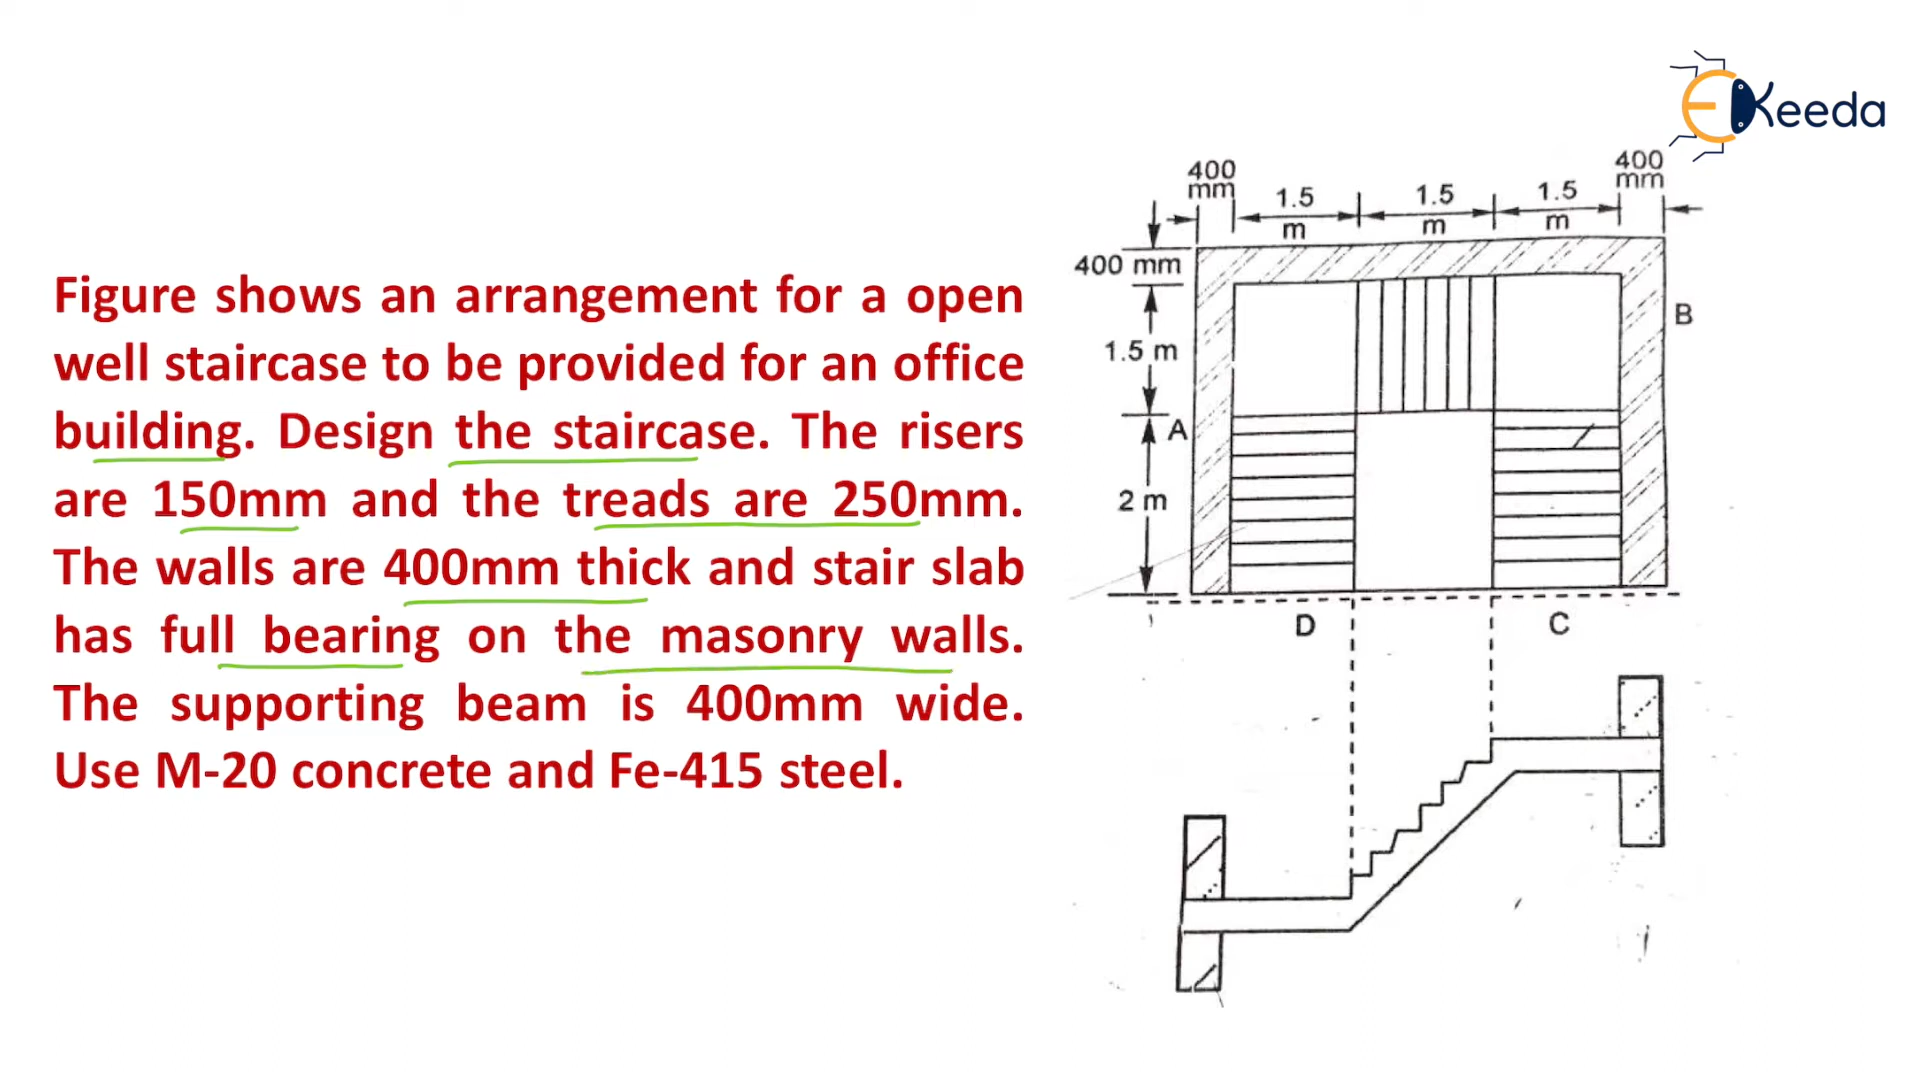 EKeeda
Figure shows an arrangement for a open
well staircase to be provided for an office
building. Design the staircase. The risers
are 150mm and the treads are 250mm.
The walls are 400mm thick and stair slab
has full bearing on the masonry walls.
The supporting beam is 400mm wide.
Use M-20 concrete and Fe-415 steel.
400
mm
1.5
m
1.5
m
1.5
m
400
mm
400 mm
B
1.5 m
A
2 m
D
C